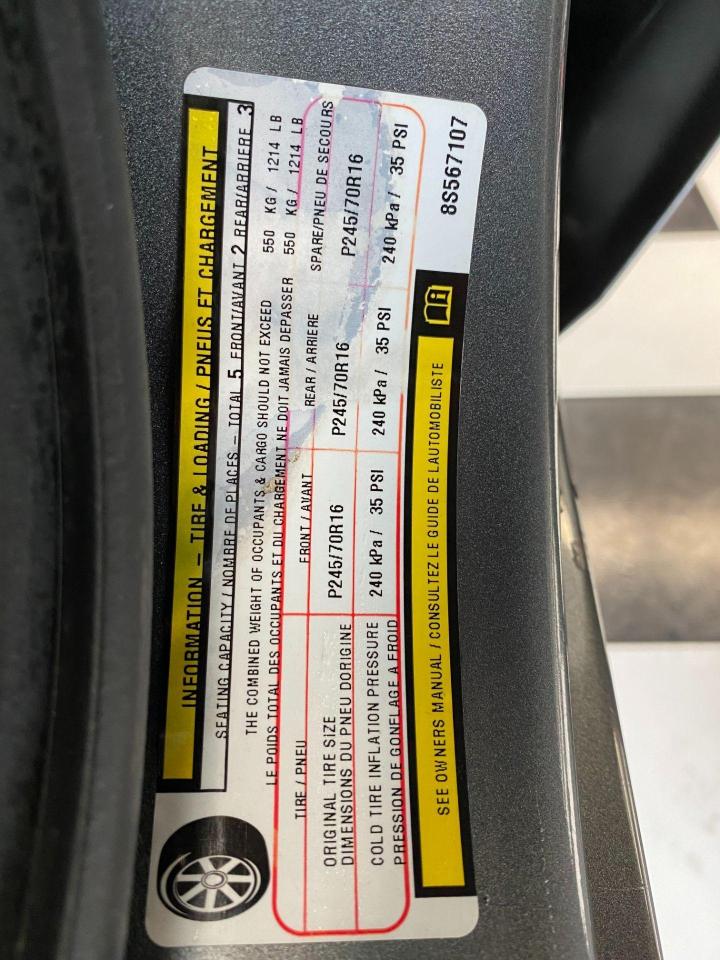 INFORMATION – TIRE & LOADING / PNEUS ET CHARGEMENT
SEATING CAPACITY / NOMBRE DE PLACES – TOTAL 5 FRONT/AVANT 2 REAR/ARRIERE 3
THE COMBINED WEIGHT OF OCCUPANTS & CARGO SHOULD NOT EXCEED 550 KG / 1214 LB
LE POIDS TOTAL DES OCCUPANTS ET DU CHARGEMENT NE DOIT JAMAIS DEPASSER 550 KG / 1214 LB
TIRE / PNEU FRONT / AVANT REAR / ARRIERE SPARE/PNEU DE SECOURS
ORIGINAL TIRE SIZE
DIMENSIONS DU PNEU DORIGINE P245/70R16 P245/70R16 P245/70R16
COLD TIRE INFLATION PRESSURE
PRESSION DE GONFLAGE A FROID 240 kPa / 35 PSI 240 kPa / 35 PSI 240 kPa / 35 PSI
SEE OWNERS MANUAL / CONSULTEZ LE GUIDE DE LAUTOMOBILISTE
8S567107